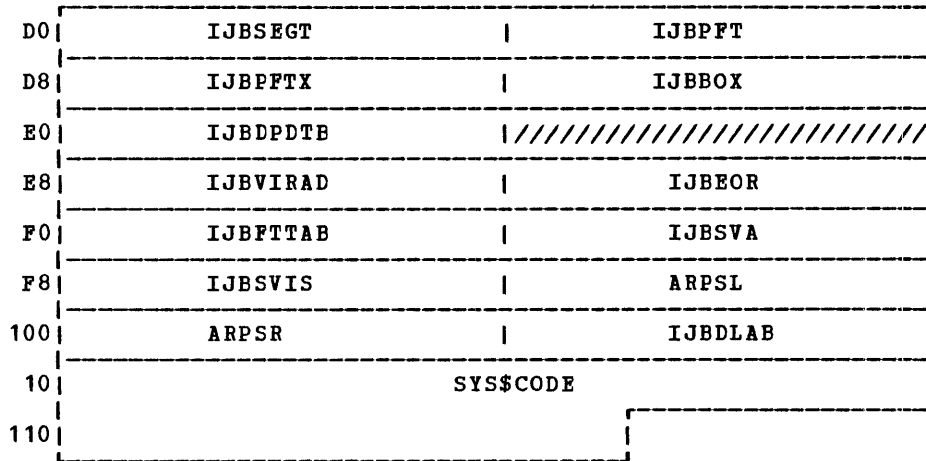 D0 IJBSEGT IJBPFT
D8 IJBPFTX IJBBOX
E0 IJBDPDTB ////////////////////////////
E8 IJBVIRAD IJBEOR
F0 IJBFTTAB IJBSVA
F8 IJBSVIS ARPSL
100 ARPSR IJBDLAB
10 SYS$CODE
110